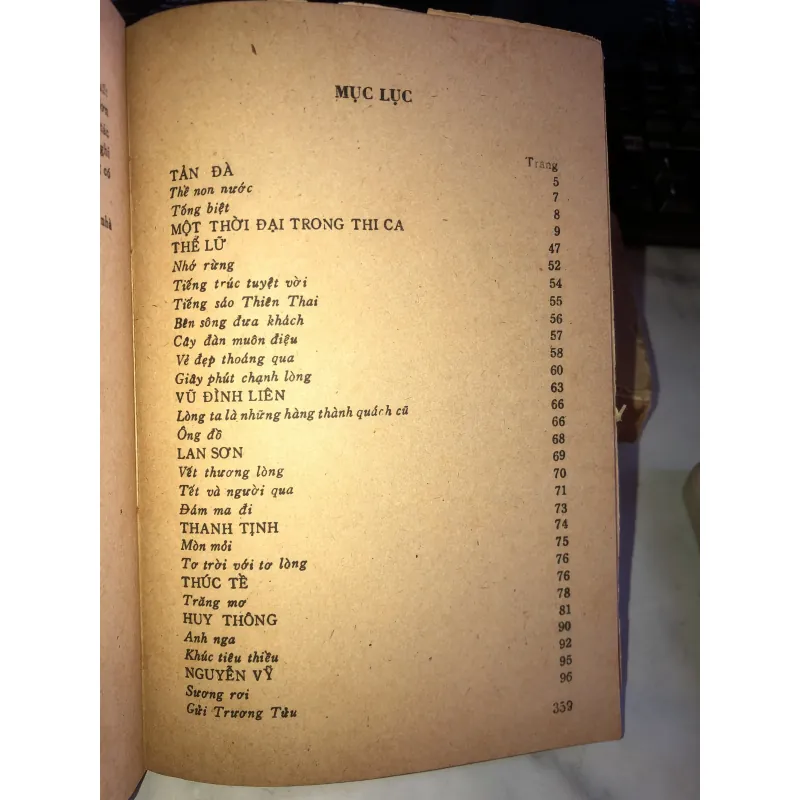 ơn
tác
ghi
có
nhà
MỤC LỤC
Trang
TẢN ĐÀ 5
Thề non nước 7
Tống biệt 8
MỘT THỜI ĐẠI TRONG THI CA 9
THẾ LỮ 47
Nhớ rừng 52
Tiếng trúc tuyệt vời 54
Tiếng sáo Thiên Thai 55
Bên sông đưa khách 56
Cây đàn muôn điệu 57
Vẻ đẹp thoáng qua 58
Giây phút chạnh lòng 60
VŨ ĐÌNH LIÊN 63
Lòng ta là những hàng thành quách cũ 66
Ông đồ 66
LAN SƠN 68
Vết thương lòng 69
Tết và người qua 70
Đám ma đi 71
THANH TỊNH 73
Mòn mỏi 74
Tơ trời với tơ lòng 75
THÚC TỀ 76
Trăng mơ 76
HUY THÔNG 78
Anh nga 81
Khúc tiêu thiều 90
NGUYỄN VỸ 92
Sương rơi 95
Gửi Trương Tửu 96
359